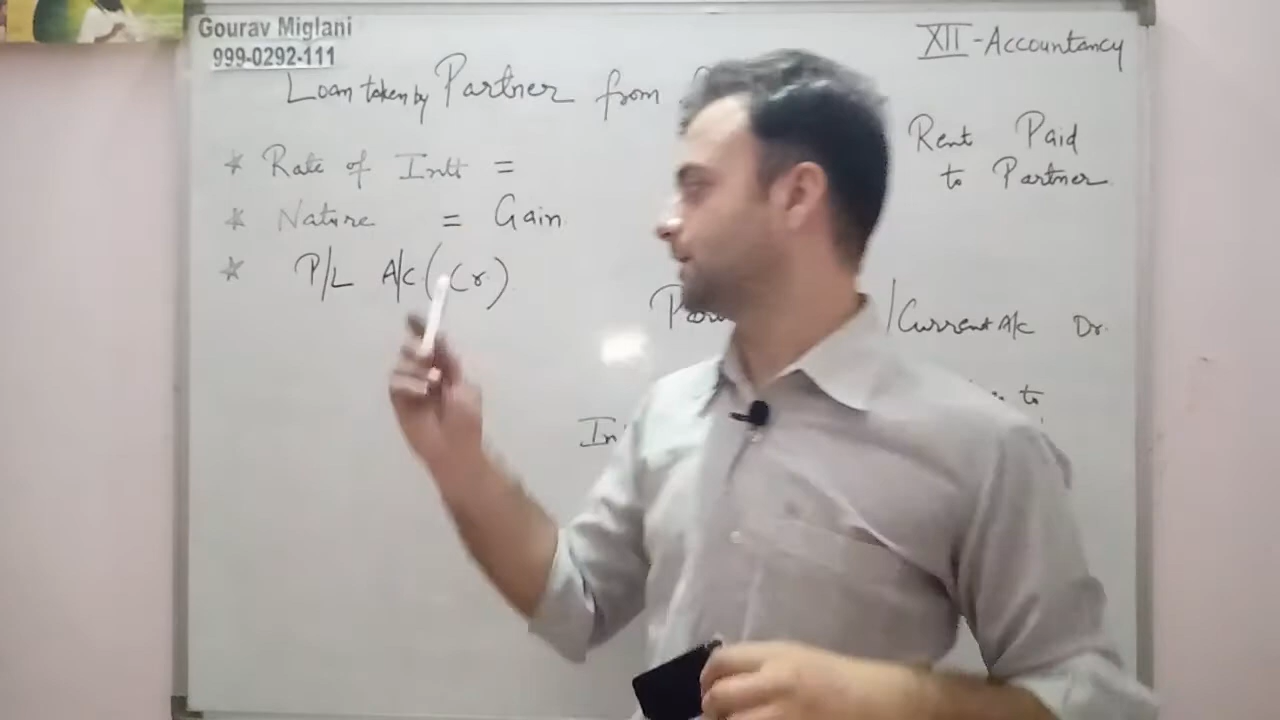 Gourav Miglani
999-0292-111
XII - Accountancy
Loan taken by Partner from
Rent Paid
to Partner
* Rate of Intt =
* Nature = Gain
* P/L A/c (Cr)
/Current A/c Dr.
to